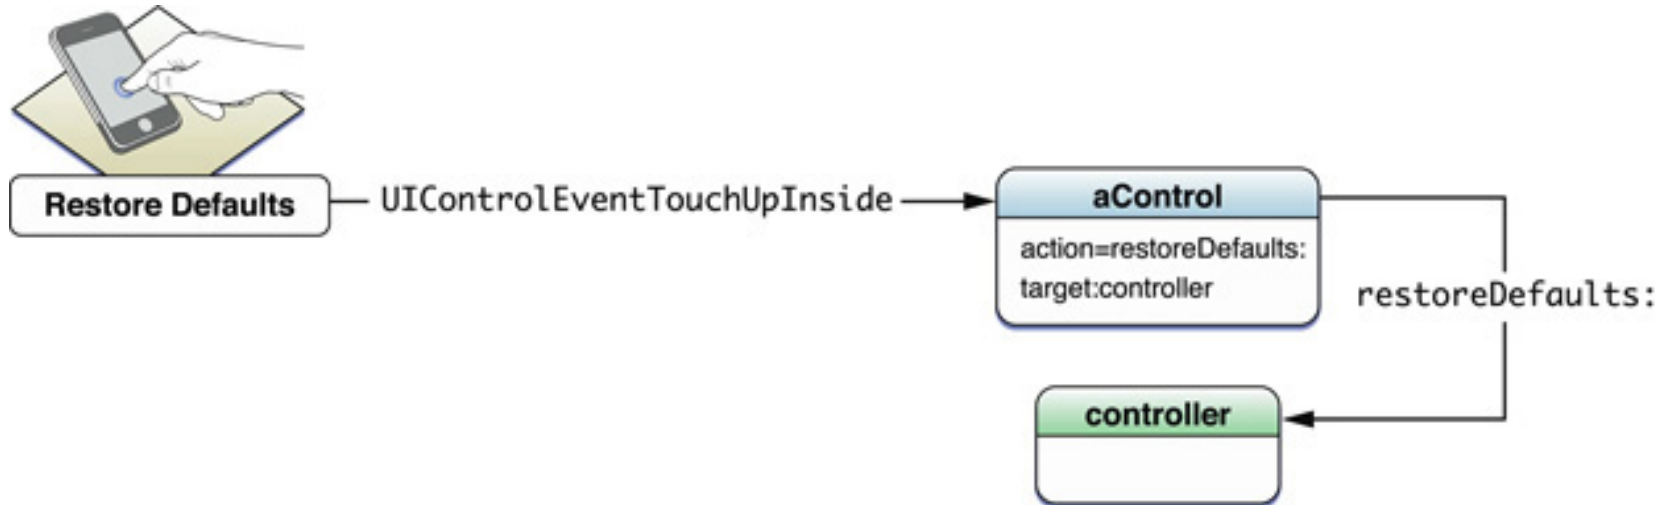 Restore Defaults
UIControlEventTouchUpInside
aControl
action=restoreDefaults:
target:controller
restoreDefaults:
controller